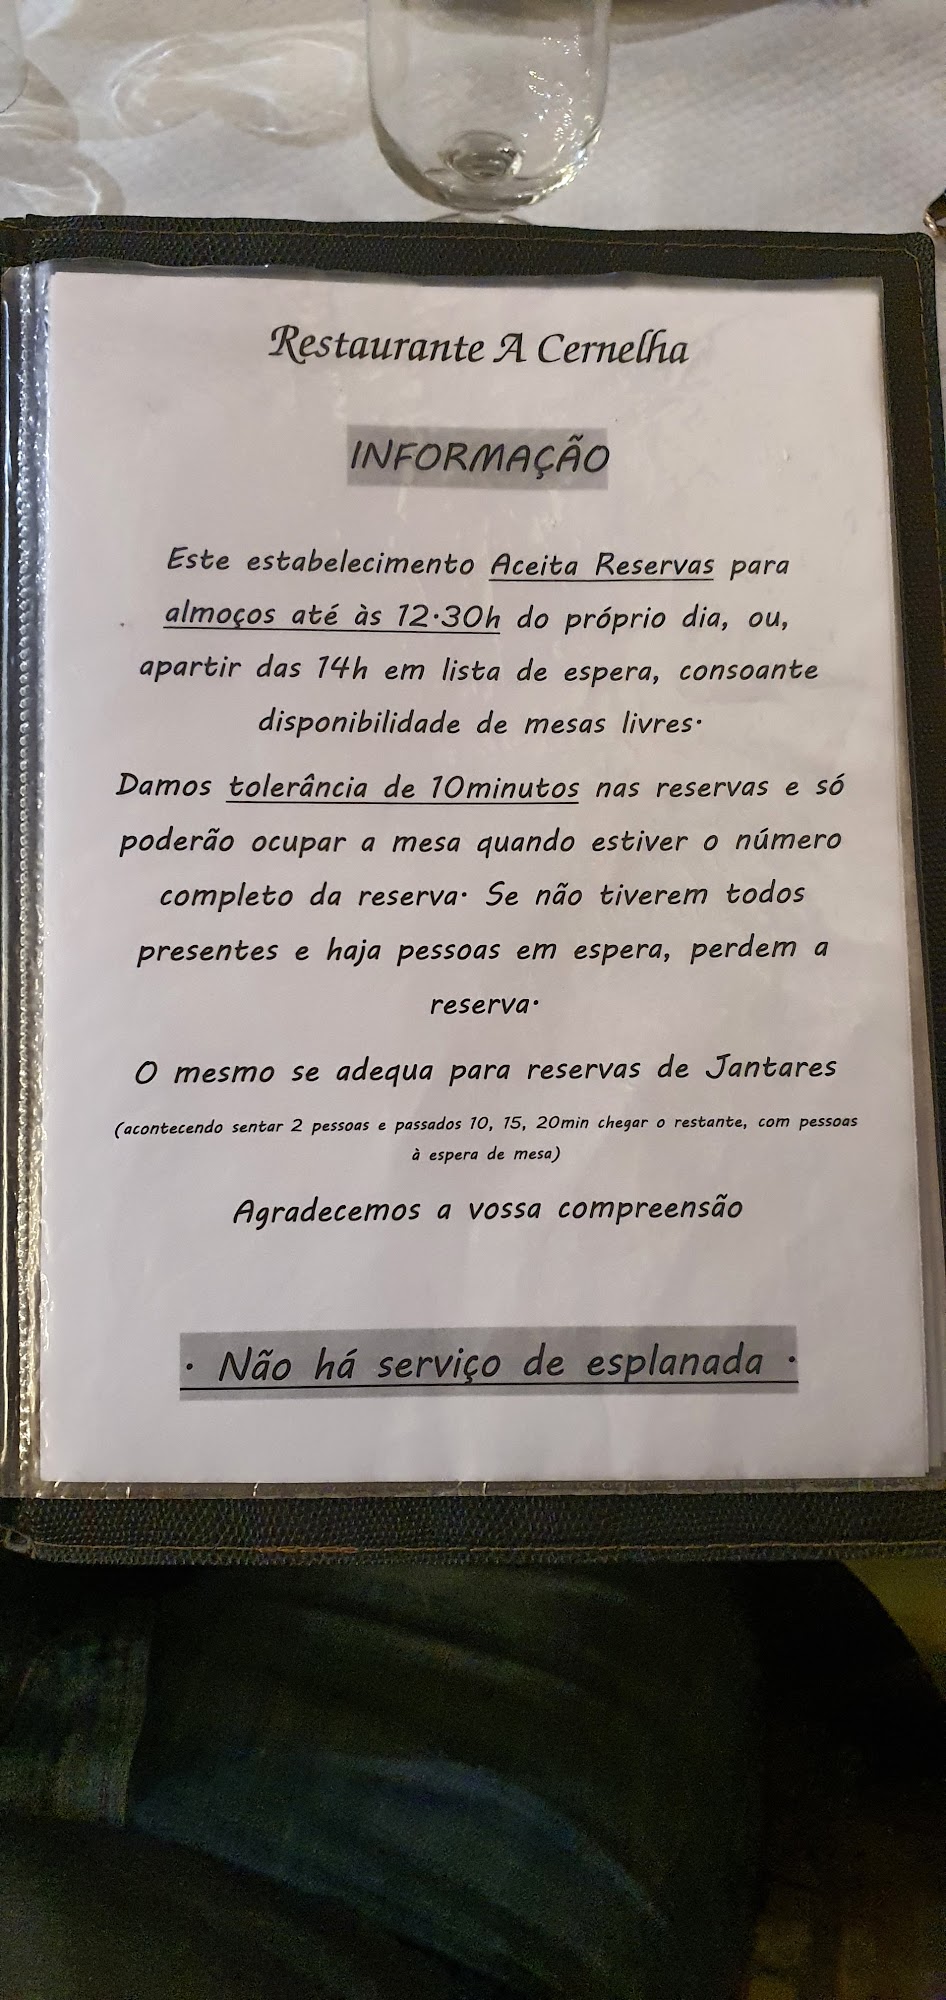 Restaurante A Cernelha
INFORMAÇÃO
Este estabelecimento Aceita Reservas para
almoços até às 12·30h do próprio dia, ou,
apartir das 14h em lista de espera, consoante
disponibilidade de mesas livres·
Damos tolerância de 10minutos nas reservas e só
poderão ocupar a mesa quando estiver o número
completo da reserva· Se não tiverem todos
presentes e haja pessoas em espera, perdem a
reserva·
O mesmo se adequa para reservas de Jantares
(acontecendo sentar 2 pessoas e passados 10, 15, 20min chegar o restante, com pessoas
à espera de mesa)
Agradecemos a vossa compreensão
· Não há serviço de esplanada ·